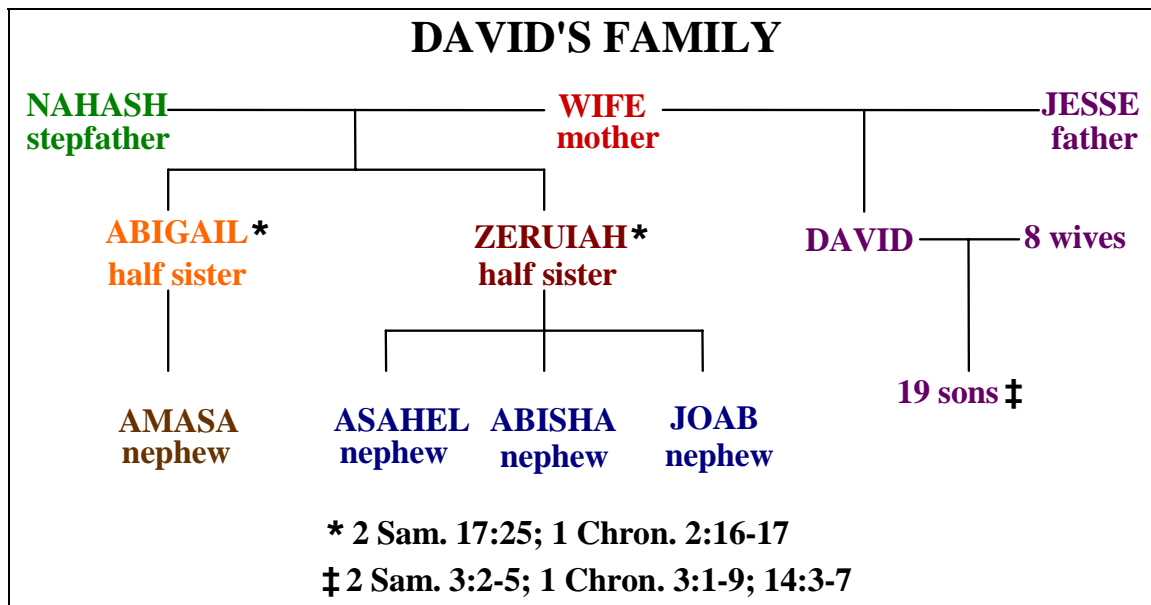 DAVID'S FAMILY
NAHASH WIFE JESSE
stepfather mother father
ABIGAIL* ZERUIAH* DAVID 8 wives
half sister half sister
19 sons ‡
AMASA ASAHEL ABISHA JOAB
nephew nephew nephew nephew
* 2 Sam. 17:25; 1 Chron. 2:16-17
‡ 2 Sam. 3:2-5; 1 Chron. 3:1-9; 14:3-7